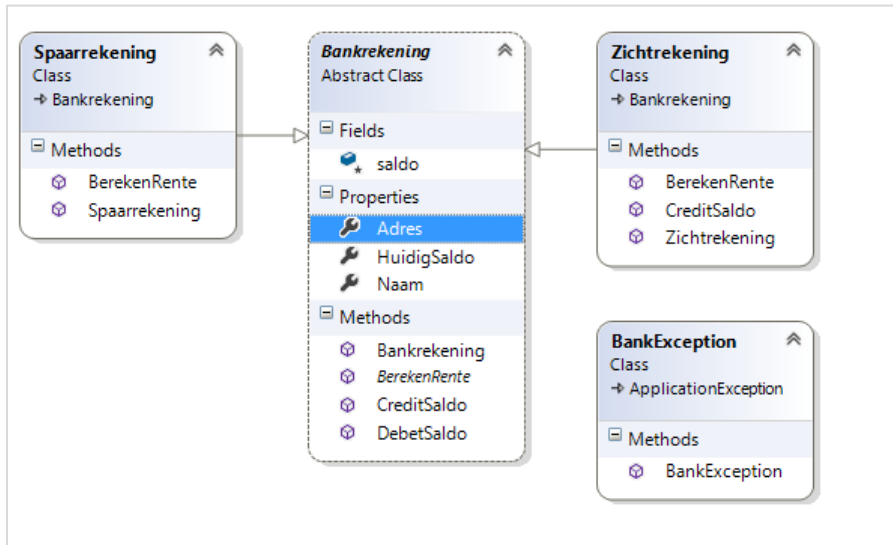 Spaarrekening
Class
Bankrekening
Methods
BerekenRente
Spaarrekening
Bankrekening
Abstract Class
Fields
saldo
Properties
Adres
HuidigSaldo
Naam
Methods
Bankrekening
BerekenRente
CreditSaldo
DebetSaldo
Zichtrekening
Class
Bankrekening
Methods
BerekenRente
CreditSaldo
Zichtrekening
BankException
Class
ApplicationException
Methods
BankException